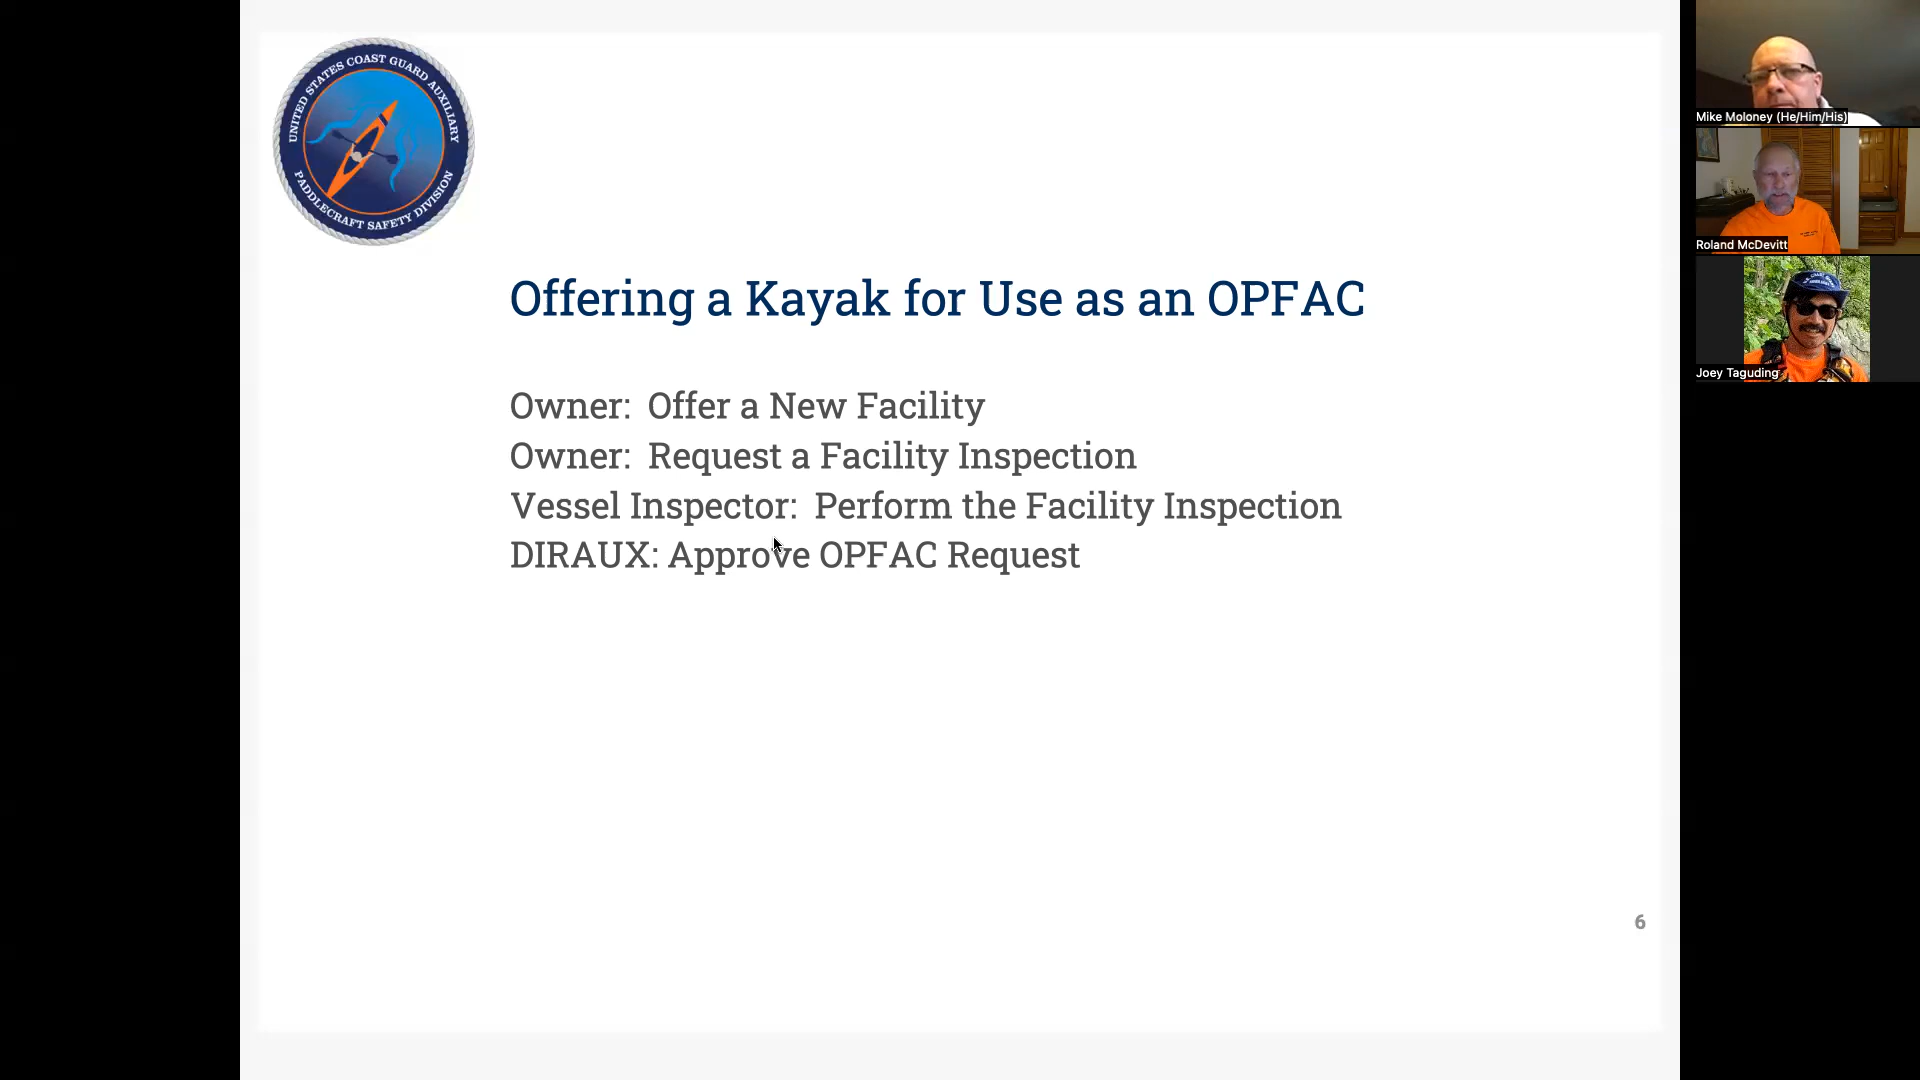 UNITED STATES COAST GUARD AUXILIARY
PADDLECRAFT SAFETY DIVISION
Offering a Kayak for Use as an OPFAC
Owner:  Offer a New Facility
Owner:  Request a Facility Inspection
Vessel Inspector:  Perform the Facility Inspection
DIRAUX: Approve OPFAC Request
6
Mike Moloney (He/Him/His)
Roland McDevitt
Joey Taguding